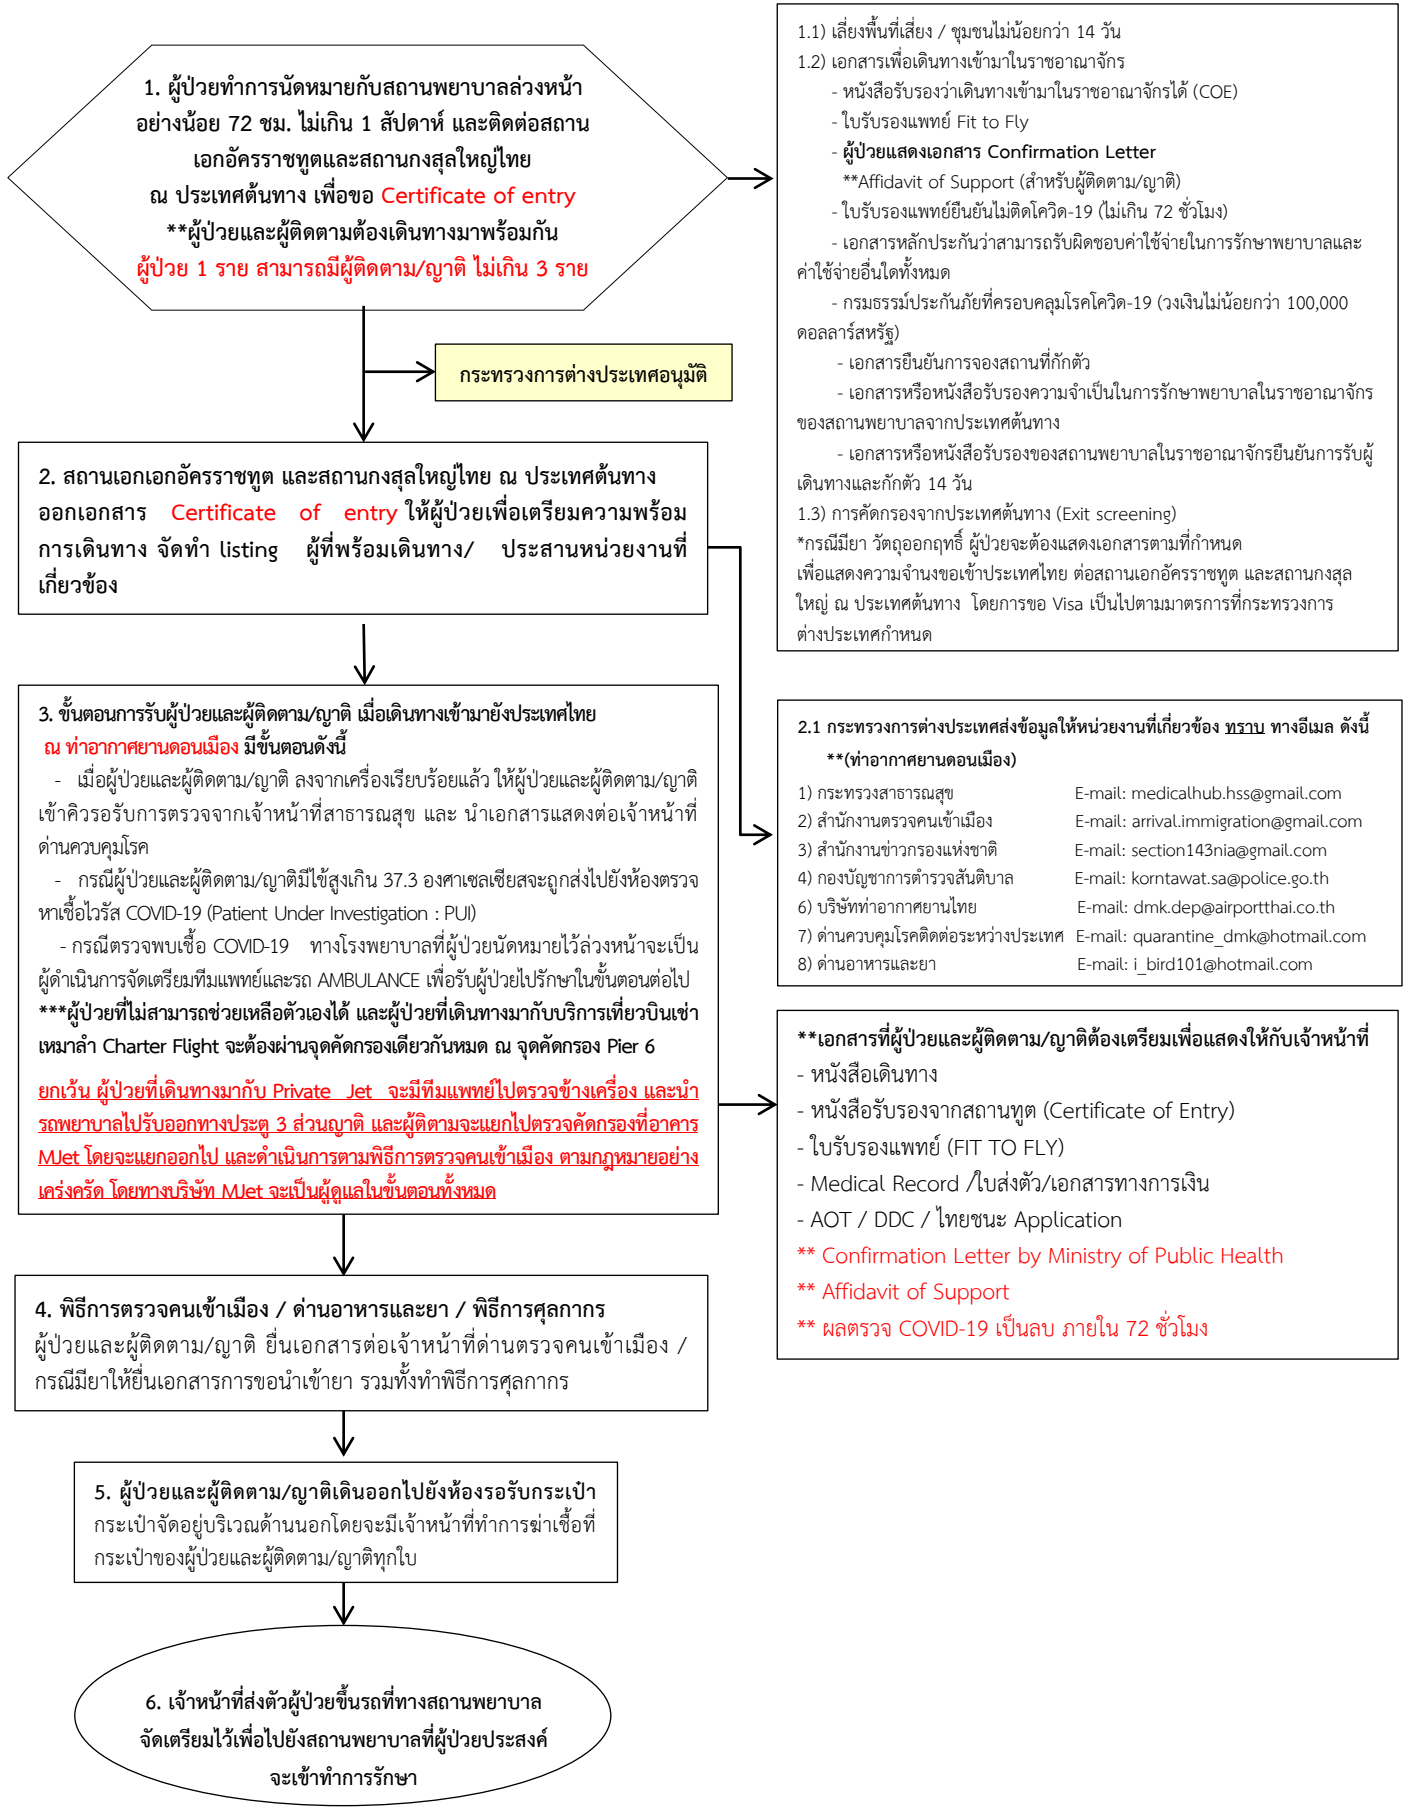 1. ผู้ป่วยทำการนัดหมายกับสถานพยาบาลล่วงหน้า
อย่างน้อย 72 ชม. ไม่เกิน 1 สัปดาห์ และติดต่อสถาน
เอกอัครราชทูตและสถานกงสุลใหญ่ไทย
ณ ประเทศต้นทาง เพื่อขอ Certificate of entry
**ผู้ป่วยและผู้ติดตามต้องเดินทางมาพร้อมกัน
ผู้ป่วย 1 ราย สามารถมีผู้ติดตาม/ญาติ ไม่เกิน 3 ราย
1.1) เลี่ยงพื้นที่เสี่ยง / ชุมชนไม่น้อยกว่า 14 วัน
1.2) เอกสารเพื่อเดินทางเข้ามาในราชอาณาจักร
- หนังสือรับรองว่าเดินทางเข้ามาในราชอาณาจักรได้ (COE)
- ใบรับรองแพทย์ Fit to Fly
- ผู้ป่วยแสดงเอกสาร Confirmation Letter
**Affidavit of Support (สำหรับผู้ติดตาม/ญาติ)
- ใบรับรองแพทย์ยืนยันไม่ติดโควิด-19 (ไม่เกิน 72 ชั่วโมง)
- เอกสารหลักประกันว่าสามารถรับผิดชอบค่าใช้จ่ายในการรักษาพยาบาลและ
ค่าใช้จ่ายอื่นใดทั้งหมด
- กรมธรรม์ประกันภัยที่ครอบคลุมโรคโควิด-19 (วงเงินไม่น้อยกว่า 100,000
ดอลลาร์สหรัฐ)
- เอกสารยืนยันการจองสถานที่กักตัว
- เอกสารหรือหนังสือรับรองความจำเป็นในการรักษาพยาบาลในราชอาณาจักร
ของสถานพยาบาลจากประเทศต้นทาง
- เอกสารหรือหนังสือรับรองของสถานพยาบาลในราชอาณาจักรยืนยันการรับผู้
เดินทางและกักตัว 14 วัน
1.3) การคัดกรองจากประเทศต้นทาง (Exit screening)
*กรณีมียา วัตถุออกฤทธิ์ ผู้ป่วยจะต้องแสดงเอกสารตามที่กำหนด
เพื่อแสดงความจำนงขอเข้าประเทศไทย ต่อสถานเอกอัครราชทูต และสถานกงสุล
ใหญ่ ณ ประเทศต้นทาง โดยการขอ Visa เป็นไปตามมาตรการที่กระทรวงการ
ต่างประเทศกำหนด
กระทรวงการต่างประเทศอนุมัติ
2. สถานเอกเอกอัครราชทูต และสถานกงสุลใหญ่ไทย ณ ประเทศต้นทาง
ออกเอกสาร Certificate of entry ให้ผู้ป่วยเพื่อเตรียมความพร้อม
การเดินทาง จัดทำ listing ผู้ที่พร้อมเดินทาง/ ประสานหน่วยงานที่
เกี่ยวข้อง
2.1 กระทรวงการต่างประเทศส่งข้อมูลให้หน่วยงานที่เกี่ยวข้อง ทราบ ทางอีเมล ดังนี้
**(ท่าอากาศยานดอนเมือง)
1) กระทรวงสาธารณสุข E-mail: medicalhub.hss@gmail.com
2) สำนักงานตรวจคนเข้าเมือง E-mail: arrival.immigration@gmail.com
3) สำนักงานข่าวกรองแห่งชาติ E-mail: section143nia@gmail.com
4) กองบัญชาการตำรวจสันติบาล E-mail: korntawat.sa@police.go.th
6) บริษัทท่าอากาศยานไทย E-mail: dmk.dep@airportthai.co.th
7) ด่านควบคุมโรคติดต่อระหว่างประเทศ E-mail: quarantine_dmk@hotmail.com
8) ด่านอาหารและยา E-mail: i_bird101@hotmail.com
3. ขั้นตอนการรับผู้ป่วยและผู้ติดตาม/ญาติ เมื่อเดินทางเข้ามายังประเทศไทย
ณ ท่าอากาศยานดอนเมือง มีขั้นตอนดังนี้
- เมื่อผู้ป่วยและผู้ติดตาม/ญาติ ลงจากเครื่องเรียบร้อยแล้ว ให้ผู้ป่วยและผู้ติดตาม/ญาติ
เข้าคิวรอรับการตรวจจากเจ้าหน้าที่สาธารณสุข และ นำเอกสารแสดงต่อเจ้าหน้าที่
ด่านควบคุมโรค
- กรณีผู้ป่วยและผู้ติดตาม/ญาติมีไข้สูงเกิน 37.3 องศาเซลเซียสจะถูกส่งไปยังห้องตรวจ
หาเชื้อไวรัส COVID-19 (Patient Under Investigation : PUI)
- กรณีตรวจพบเชื้อ COVID-19 ทางโรงพยาบาลที่ผู้ป่วยนัดหมายไว้ล่วงหน้าจะเป็น
ผู้ดำเนินการจัดเตรียมทีมแพทย์และรถ AMBULANCE เพื่อรับผู้ป่วยไปรักษาในขั้นตอนต่อไป
***ผู้ป่วยที่ไม่สามารถช่วยเหลือตัวเองได้ และผู้ป่วยที่เดินทางมากับบริการเที่ยวบินเช่า
เหมาลำ Charter Flight จะต้องผ่านจุดคัดกรองเดียวกันหมด ณ จุดคัดกรอง Pier 6
ยกเว้น ผู้ป่วยที่เดินทางมากับ Private Jet จะมีทีมแพทย์ไปตรวจข้างเครื่อง และนำ
รถพยาบาลไปรับออกทางประตู 3 ส่วนญาติ และผู้ติตามจะแยกไปตรวจคัดกรองที่อาคาร
MJet โดยจะแยกออกไป และดำเนินการตามพิธีการตรวจคนเข้าเมือง ตามกฎหมายอย่าง
เคร่งครัด โดยทางบริษัท MJet จะเป็นผู้ดูแลในขั้นตอนทั้งหมด
**เอกสารที่ผู้ป่วยและผู้ติดตาม/ญาติต้องเตรียมเพื่อแสดงให้กับเจ้าหน้าที่
- หนังสือเดินทาง
- หนังสือรับรองจากสถานทูต (Certificate of Entry)
- ใบรับรองแพทย์ (FIT TO FLY)
- Medical Record /ใบส่งตัว/เอกสารทางการเงิน
- AOT / DDC / ไทยชนะ Application
** Confirmation Letter by Ministry of Public Health
** Affidavit of Support
** ผลตรวจ COVID-19 เป็นลบ ภายใน 72 ชั่วโมง
4. พิธีการตรวจคนเข้าเมือง / ด่านอาหารและยา / พิธีการศุลกากร
ผู้ป่วยและผู้ติดตาม/ญาติ ยื่นเอกสารต่อเจ้าหน้าที่ด่านตรวจคนเข้าเมือง /
กรณีมียาให้ยื่นเอกสารการขอนำเข้ายา รวมทั้งทำพิธีการศุลกากร
5. ผู้ป่วยและผู้ติดตาม/ญาติเดินออกไปยังห้องรอรับกระเป๋า
กระเป๋าจัดอยู่บริเวณด้านนอกโดยจะมีเจ้าหน้าที่ทำการฆ่าเชื้อที่
กระเป๋าของผู้ป่วยและผู้ติดตาม/ญาติทุกใบ
6. เจ้าหน้าที่ส่งตัวผู้ป่วยขึ้นรถที่ทางสถานพยาบาล
จัดเตรียมไว้เพื่อไปยังสถานพยาบาลที่ผู้ป่วยประสงค์
จะเข้าทำการรักษา